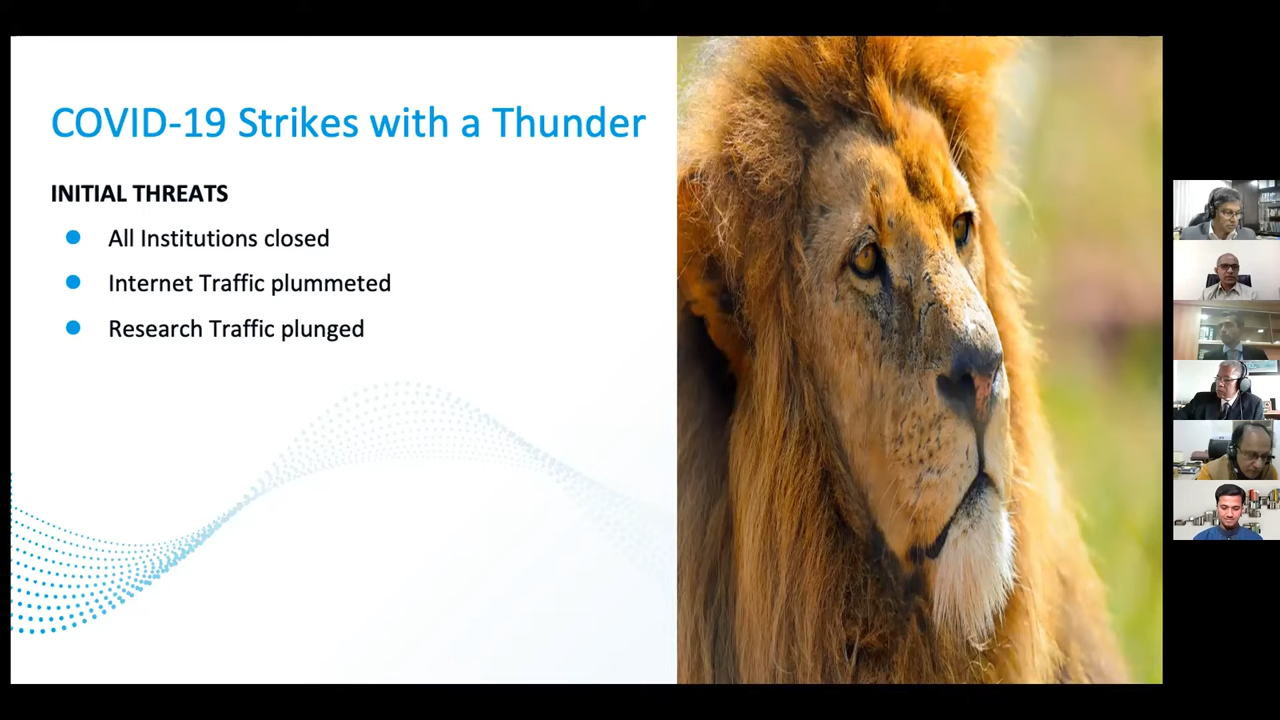 COVID-19 Strikes with a Thunder
INITIAL THREATS
All Institutions closed
Internet Traffic plummeted
Research Traffic plunged